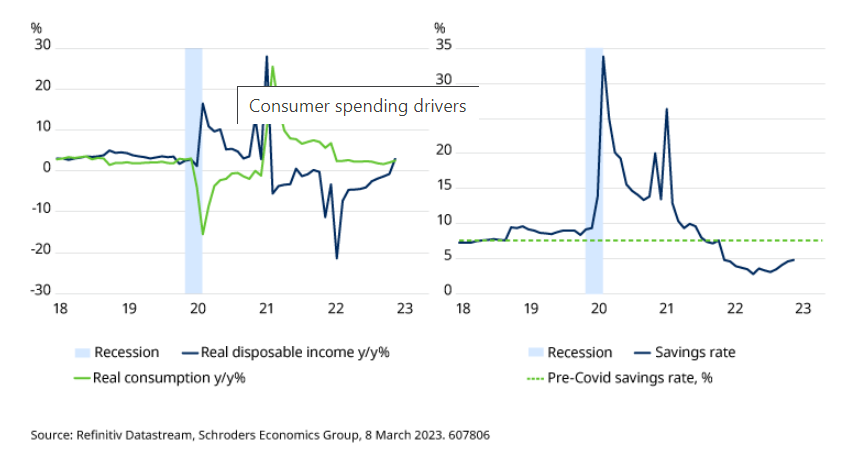 %
30
20
10
0
-10
-20
-30
18 19 20 21 22 23
Consumer spending drivers
Recession Real disposable income y/y%
Real consumption y/y%
%
35
30
20
15
10
5
0
18 19 20 21 22 23
Recession Savings rate
Pre-Covid savings rate, %
Source: Refinitiv Datastream, Schroders Economics Group, 8 March 2023. 607806